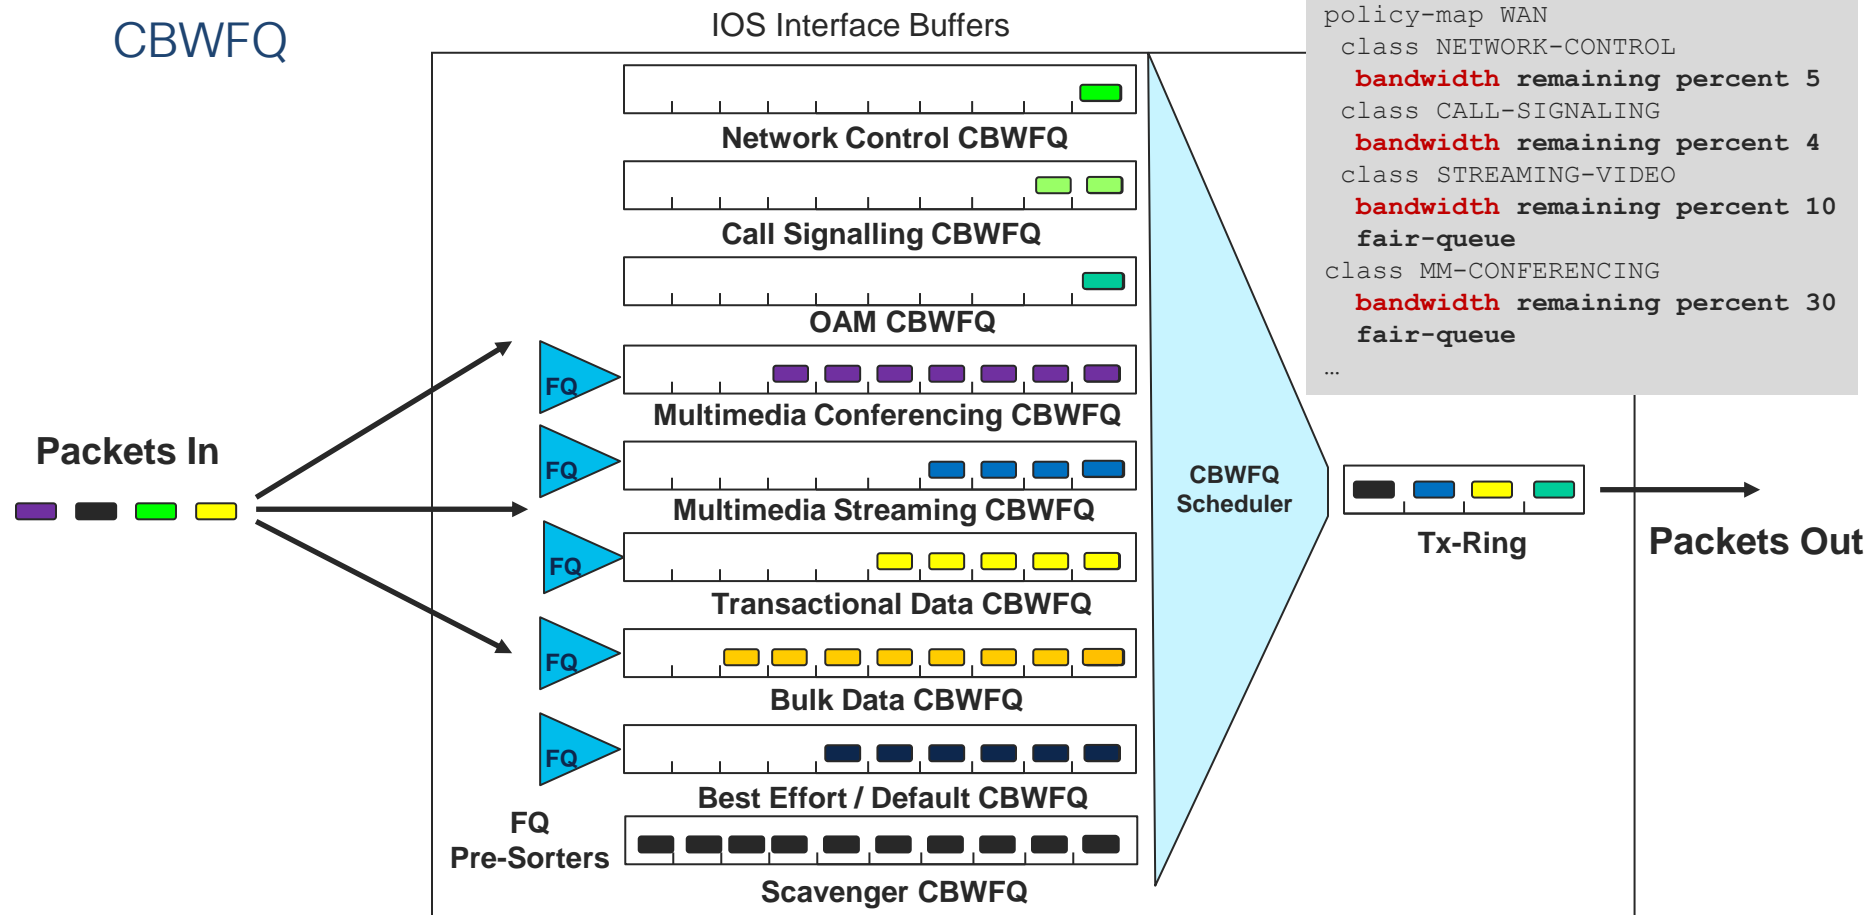 CBWFQ
IOS Interface Buffers
policy-map WAN
class NETWORK-CONTROL
bandwidth remaining percent 5
class CALL-SIGNALING
bandwidth remaining percent 4
class STREAMING-VIDEO
bandwidth remaining percent 10
fair-queue
class MM-CONFERENCING
bandwidth remaining percent 30
fair-queue
…
Network Control CBWFQ
Call Signalling CBWFQ
OAM CBWFQ
FQ
Multimedia Conferencing CBWFQ
Packets In
FQ
Multimedia Streaming CBWFQ
CBWFQ
Scheduler
Tx-Ring
Packets Out
FQ
Transactional Data CBWFQ
FQ
Bulk Data CBWFQ
FQ
Best Effort / Default CBWFQ
FQ
Pre-Sorters
Scavenger CBWFQ